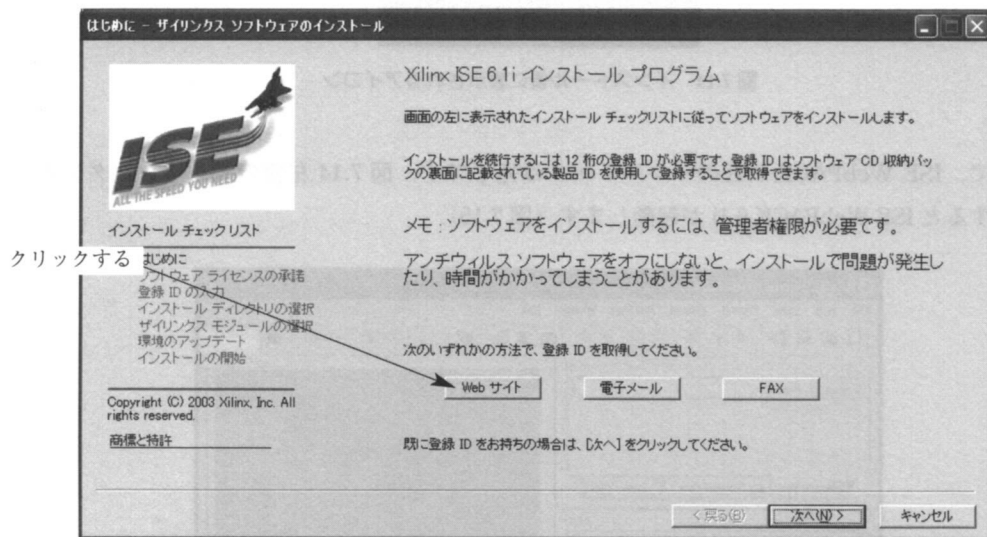 はじめに - ザイリンクス ソフトウェアのインストール
Xilinx ISE 6.1i インストール プログラム
画面の左に表示されたインストール チェックリストに従ってソフトウェアをインストールします。
インストールを続行するには 12 桁の登録 ID が必要です。登録 ID はソフトウェア CD 収納パッ
クの裏面に記載されている製品 ID を使用して登録することで取得できます。
ISE
ALL THE SPEED YOU NEED
メモ : ソフトウェアをインストールするには、管理者権限が必要です。
アンチウィルス ソフトウェアをオフにしないと、インストールで問題が発生し
たり、時間がかかってしまうことがあります。
インストール チェックリスト
クリックする
はじめに
ソフトウェア ライセンスの承諾
登録 ID の入力
インストール ディレクトリの選択
ザイリンクス モジュールの選択
環境のアップデート
インストールの開始
次のいずれかの方法で、登録 ID を取得してください。
Web サイト
電子メール
FAX
Copyright (C) 2003 Xilinx, Inc. All
rights reserved.
商標と特許
既に登録 ID をお持ちの場合は、[次へ] をクリックしてください。
< 戻る(B)
次へ(N) >
キャンセル